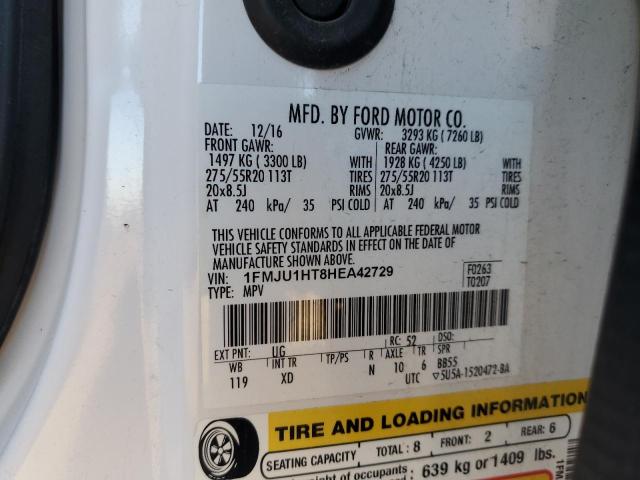 MFD. BY FORD MOTOR CO.
DATE: 12/16 GVWR: 3293 KG ( 7260 LB)
FRONT GAWR: REAR GAWR:
1497 KG ( 3300 LB) WITH 1928 KG ( 4250 LB) WITH
275/55R20 113T TIRES 275/55R20 113T TIRES
20x8.5J RIMS 20x8.5J RIMS
AT 240 kPa/ 35 PSI COLD AT 240 kPa/ 35 PSI COLD
THIS VEHICLE CONFORMS TO ALL APPLICABLE FEDERAL MOTOR
VEHICLE SAFETY STANDARDS IN EFFECT ON THE DATE OF
MANUFACTURE SHOWN ABOVE.
VIN: 1FMJU1HT8HEA42729 F0263
TYPE: MPV T0207
RC: 52 DSO:
EXT PNT: UG
WB INT TR TP/PS R AXLE TR SPR
119 XD N 10 6 BB55
UTC ▽5U5A-1520472-BA
TIRE AND LOADING INFORMATION
SEATING CAPACITY TOTAL : 8 FRONT: 2 REAR: 6
of occupants 639 kg or 1409 lbs.
1FM